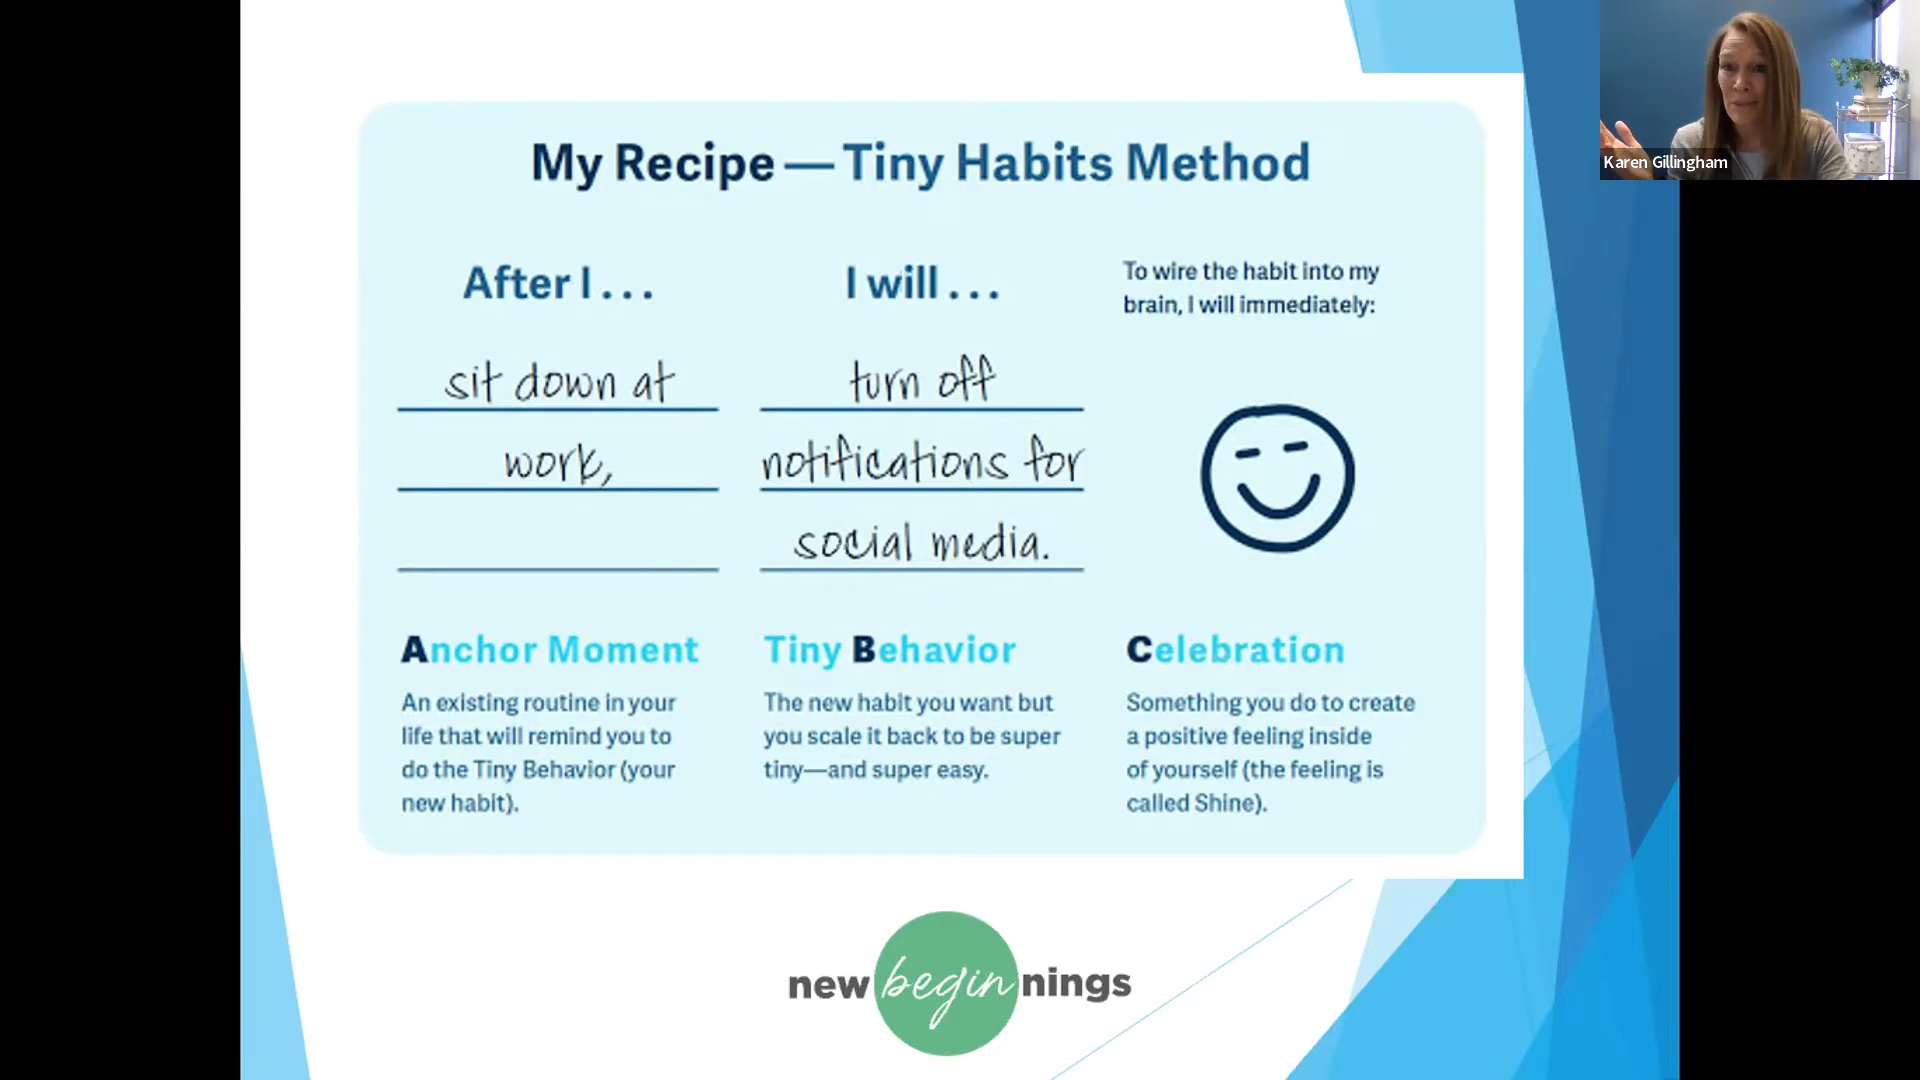 My Recipe — Tiny Habits Method
After I . . .
sit down at
work,
I will . . .
turn off
notifications for
social media.
To wire the habit into my
brain, I will immediately:
Anchor Moment
An existing routine in your
life that will remind you to
do the Tiny Behavior (your
new habit).
Tiny Behavior
The new habit you want but
you scale it back to be super
tiny—and super easy.
Celebration
Something you do to create
a positive feeling inside
of yourself (the feeling is
called Shine).
new beginnings
Karen Gillingham